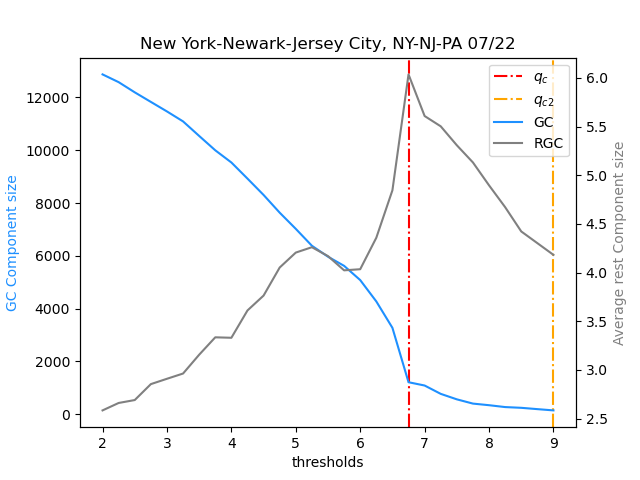 New York-Newark-Jersey City, NY-NJ-PA 07/22
GC Component size
12000
10000
8000
6000
4000
2000
0
2 3 4 5 6 7 8 9
thresholds
6.0
5.5
5.0
4.5
4.0
3.5
3.0
2.5
Average rest Component size
q_c
q_c2
GC
RGC